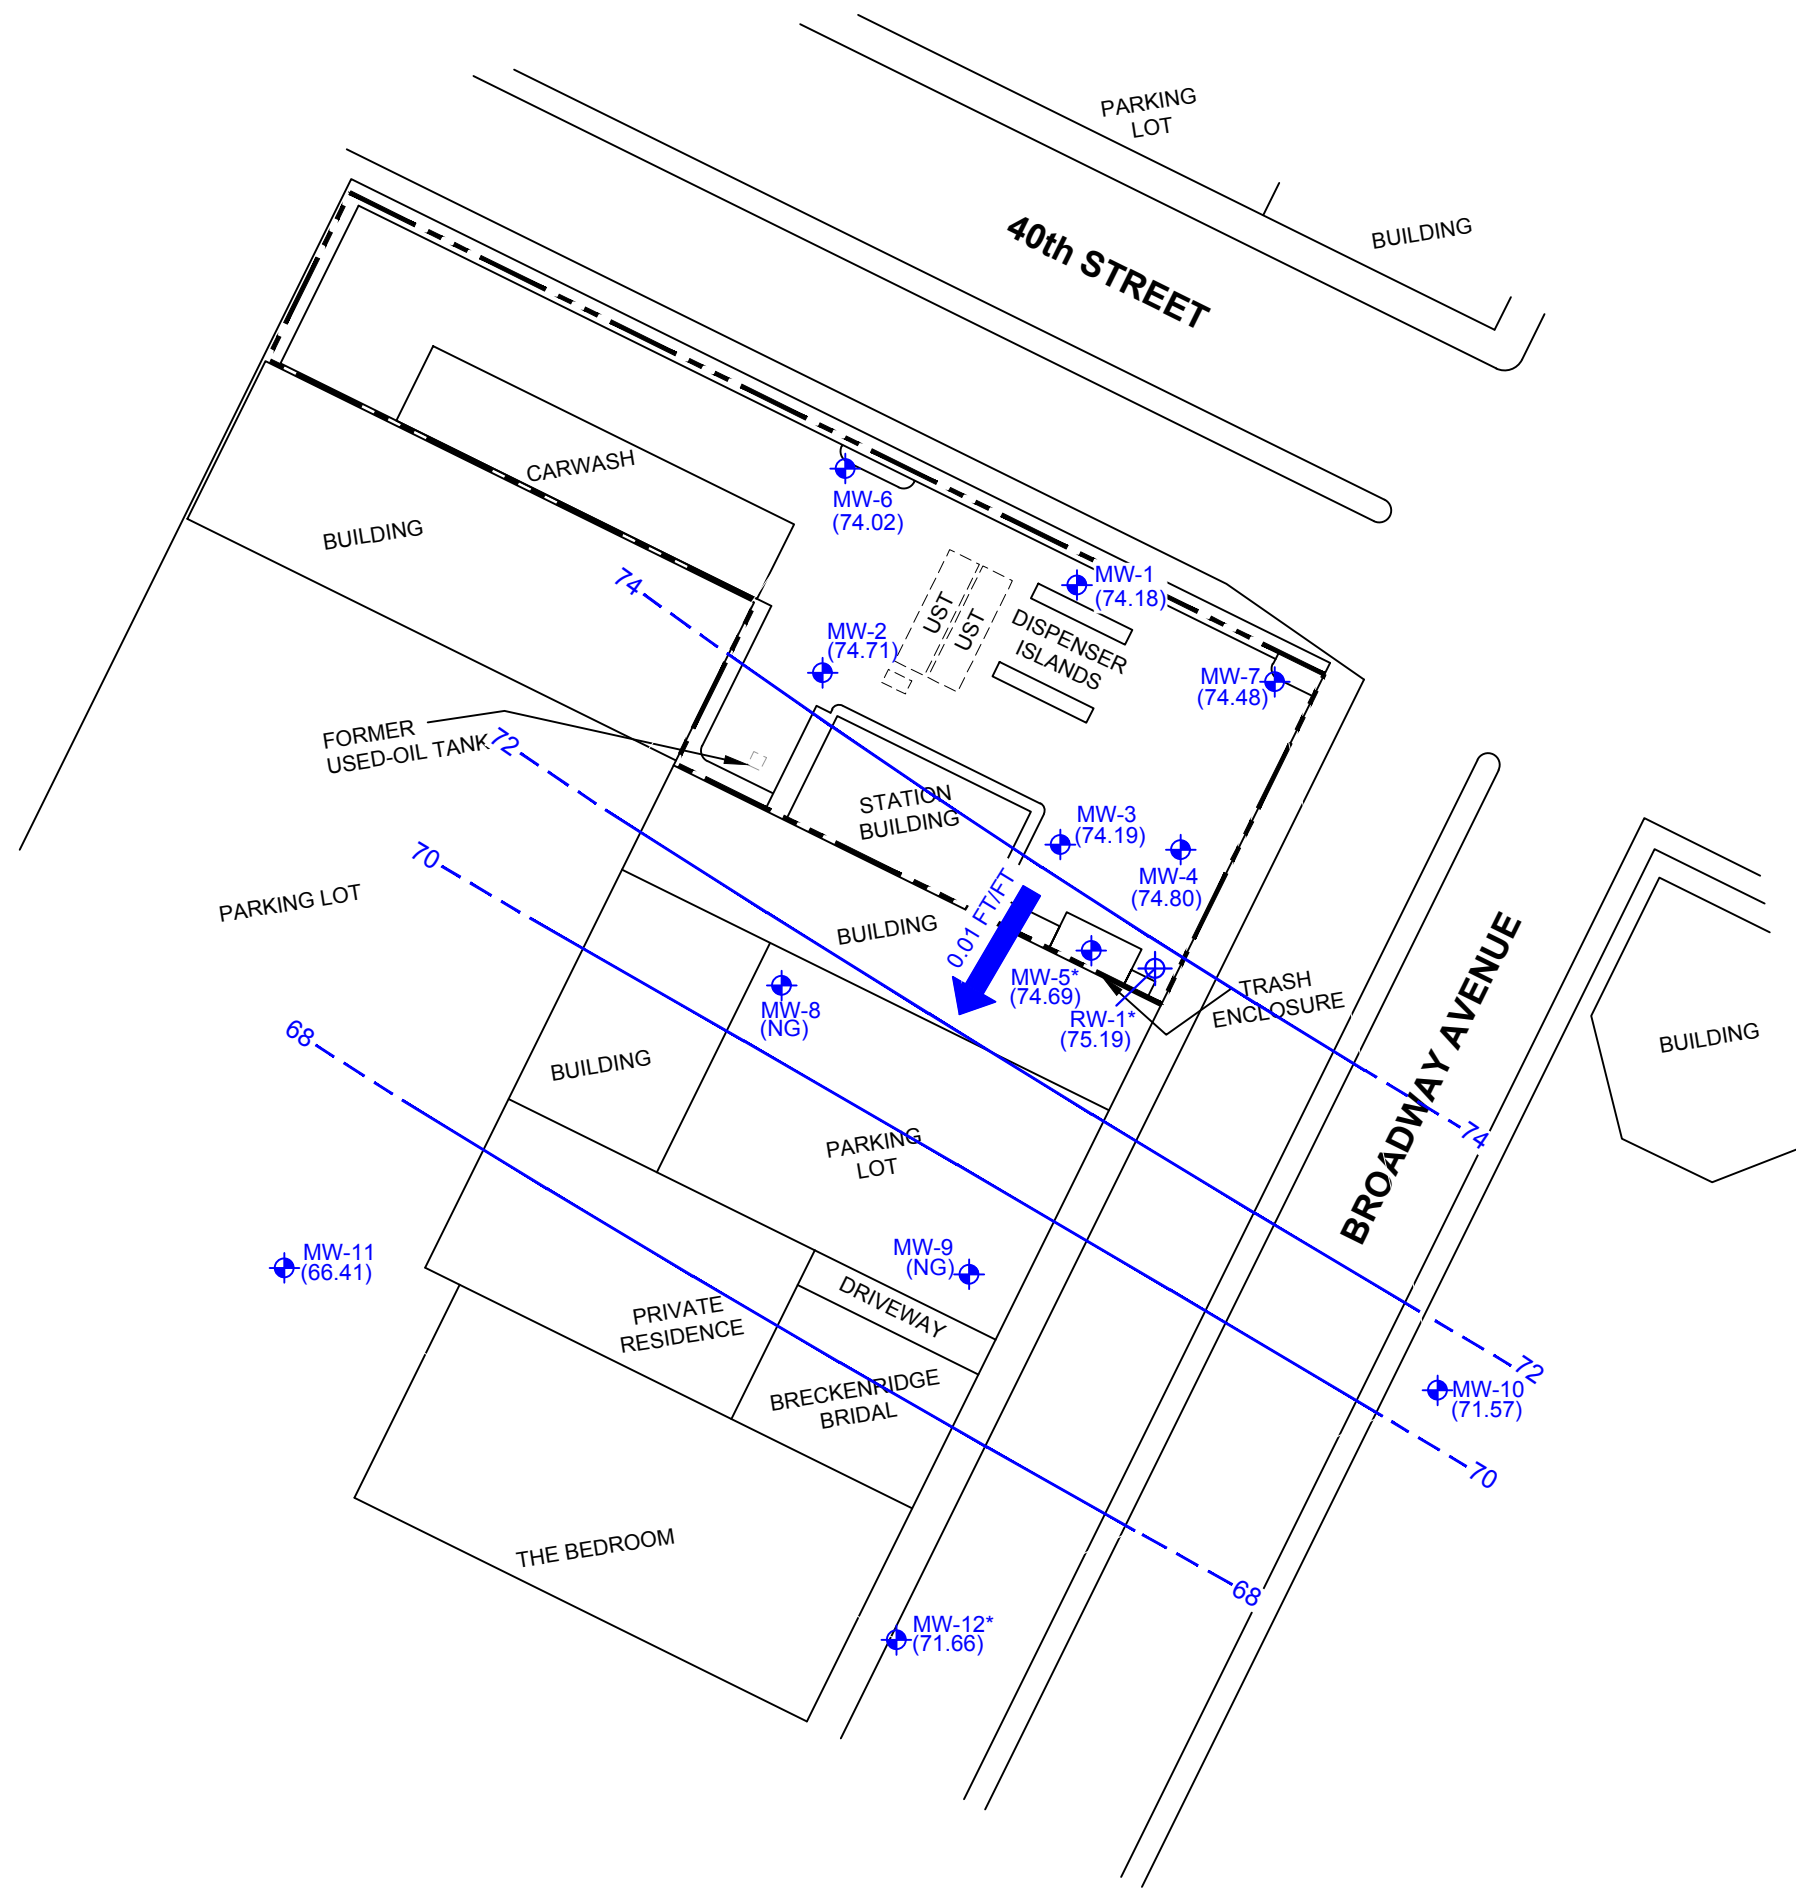 PARKING
LOT
BUILDING
40th STREET
CARWASH
BUILDING
MW-6
(74.02)
74
MW-1
(74.18)
UST
UST
DISPENSER
ISLANDS
MW-2
(74.71)
MW-7
(74.48)
FORMER
USED-OIL TANK
72
STATION
BUILDING
MW-3
(74.19)
70
MW-4
(74.80)
PARKING LOT
BUILDING
0.01 FT/FT
MW-5*
(74.69)
TRASH
ENCLOSURE
RW-1*
(75.19)
BROADWAY AVENUE
BUILDING
MW-8
(NG)
68
BUILDING
74
PARKING
LOT
MW-11
(66.41)
MW-9
(NG)
DRIVEWAY
PRIVATE
RESIDENCE
72
MW-10
(71.57)
BRECKENRIDGE
BRIDAL
70
THE BEDROOM
68
MW-12*
(71.66)